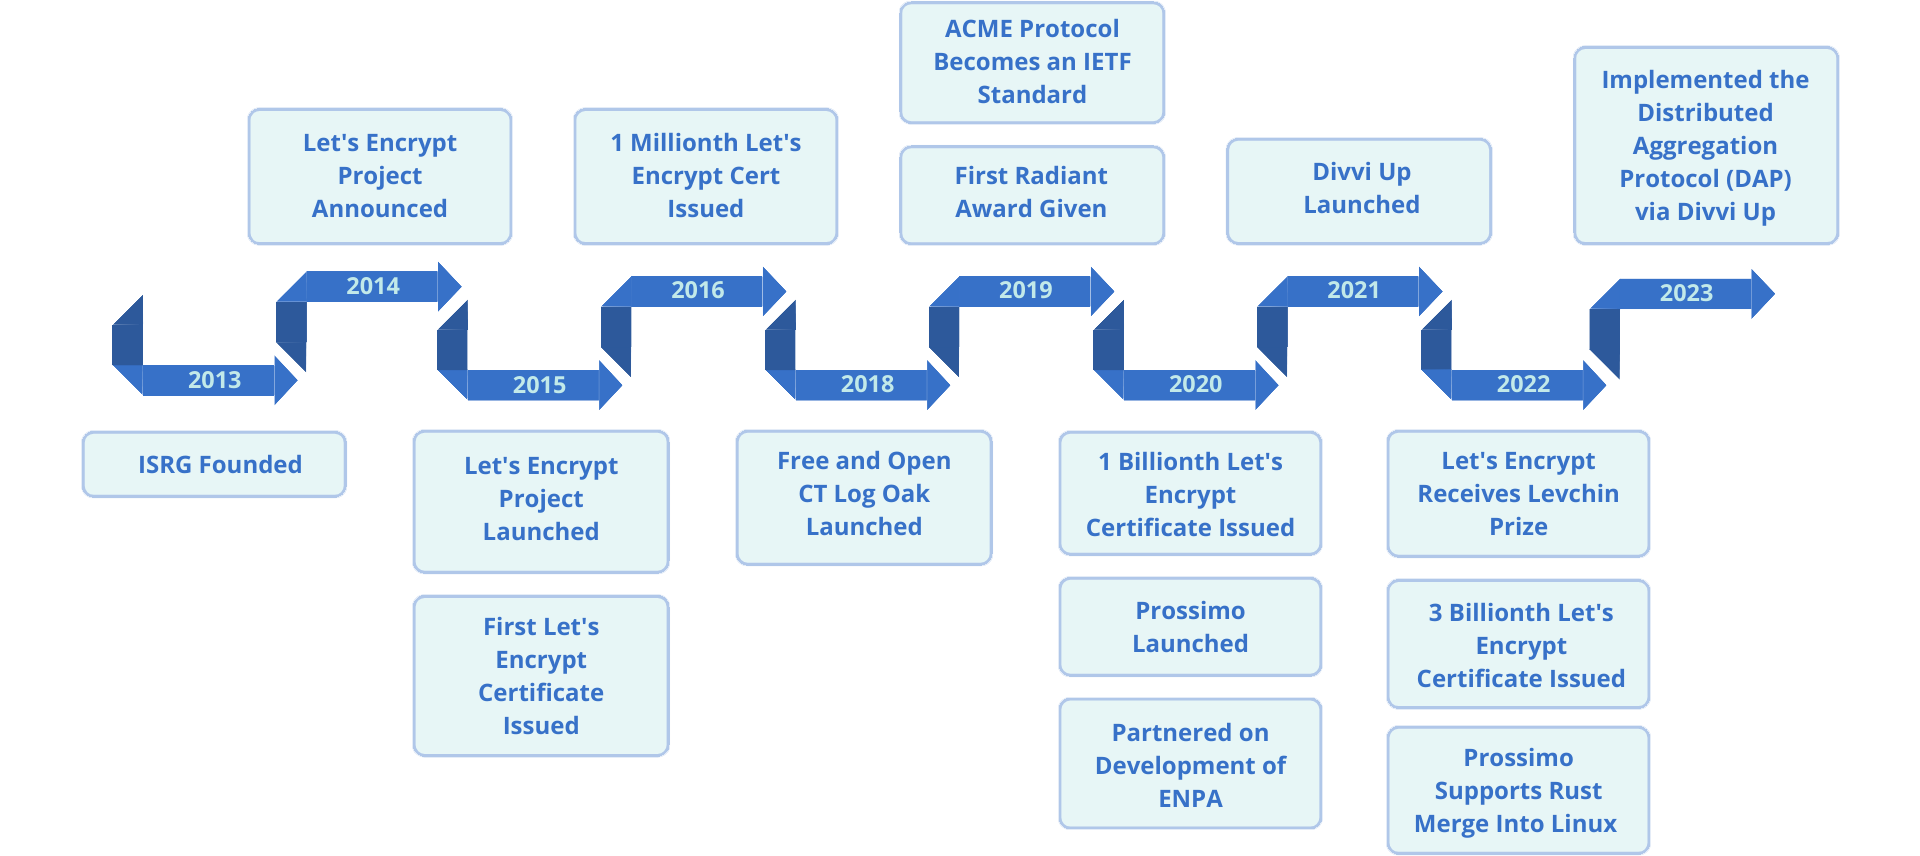 ISRG Founded
2013
Let's Encrypt
Project
Announced
2014
2015
Let's Encrypt
Project
Launched
First Let's
Encrypt
Certificate
Issued
1 Millionth Let's
Encrypt Cert
Issued
2016
2018
Free and Open
CT Log Oak
Launched
ACME Protocol
Becomes an IETF
Standard
First Radiant
Award Given
2019
2020
1 Billionth Let's
Encrypt
Certificate Issued
Prossimo
Launched
Partnered on
Development of
ENPA
Divvi Up
Launched
2021
2022
Let's Encrypt
Receives Levchin
Prize
3 Billionth Let's
Encrypt
Certificate Issued
Prossimo
Supports Rust
Merge Into Linux
Implemented the
Distributed
Aggregation
Protocol (DAP)
via Divvi Up
2023